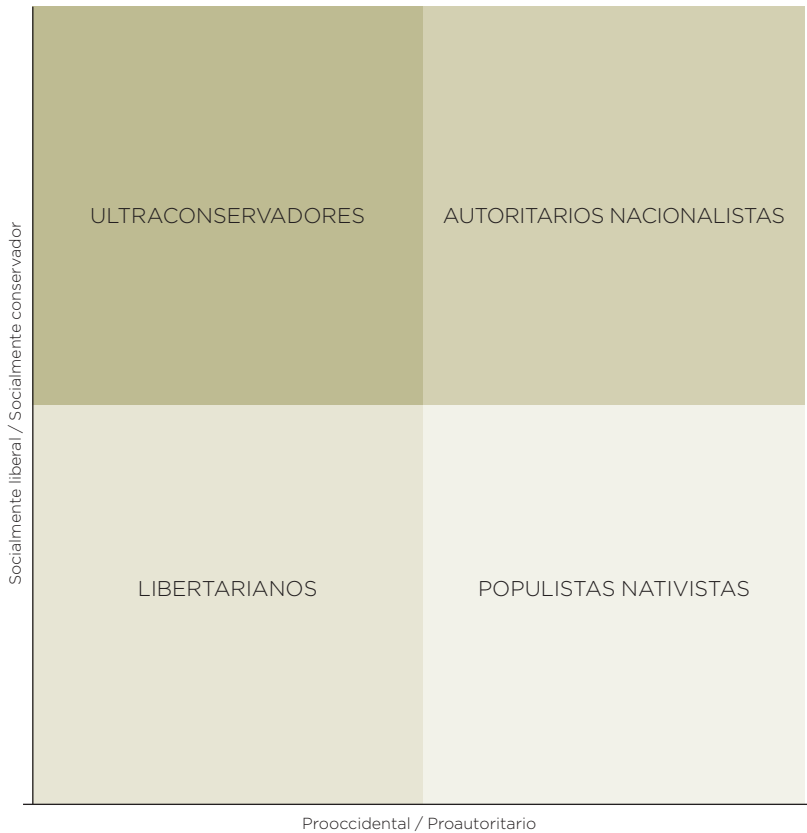 ULTRACONSERVADORES
AUTORITARIOS NACIONALISTAS
Socialmente liberal / Socialmente conservador
LIBERTARIANOS
POPULISTAS NATIVISTAS
Prooccidental / Proautoritario